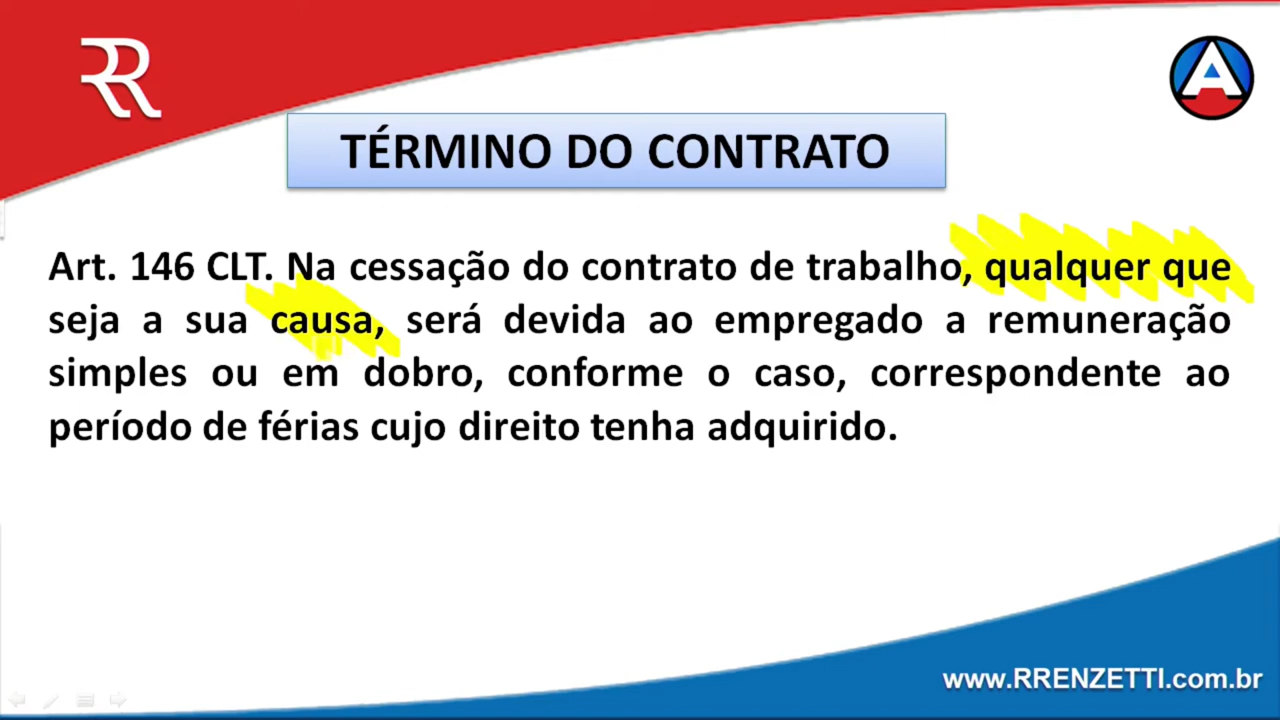 RR
A
TÉRMINO DO CONTRATO
Art. 146 CLT. Na cessação do contrato de trabalho, qualquer que
seja a sua causa, será devida ao empregado a remuneração
simples ou em dobro, conforme o caso, correspondente ao
período de férias cujo direito tenha adquirido.
www.RRENZETTI.com.br